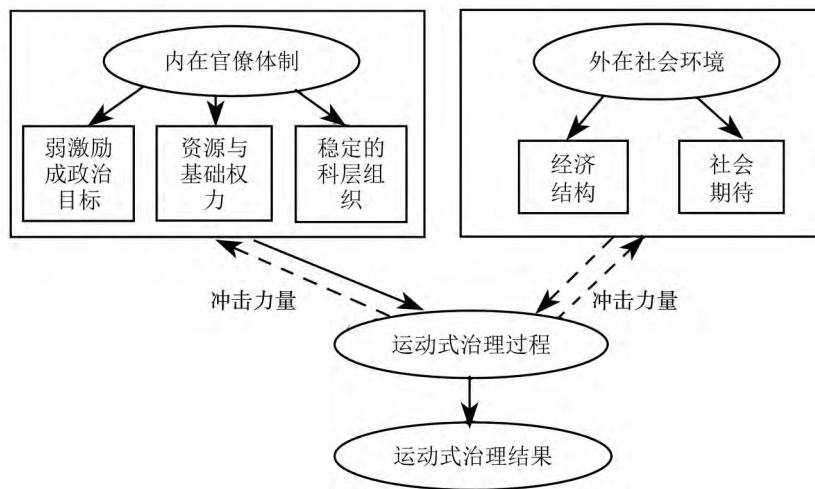 内在官僚体制
外在社会环境
弱激励
成政治
目标
资源与
基础权
力
稳定的
科层组
织
经济
结构
社会
期待
冲击力量
冲击力量
运动式治理过程
运动式治理结果